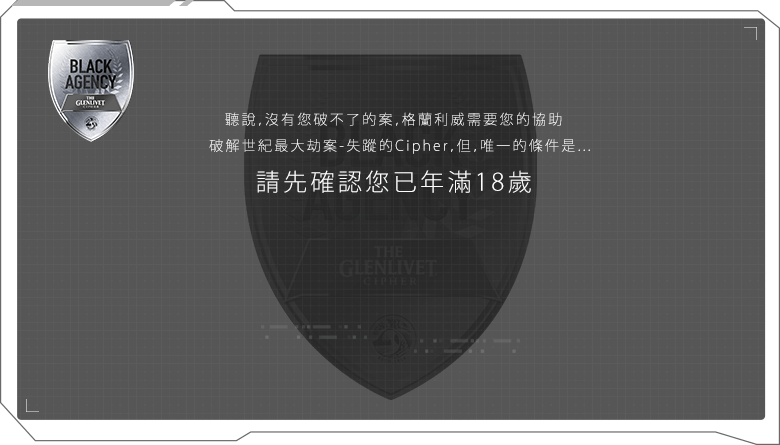 BLACK
AGENCY
THE
GLENLIVET
CIPHER
聽說,沒有您破不了的案,格蘭利威需要您的協助
破解世紀最大劫案-失蹤的Cipher,但,唯一的條件是...
請先確認您已年滿18歲
BLACK
AGENCY
THE
GLENLIVET
CIPHER